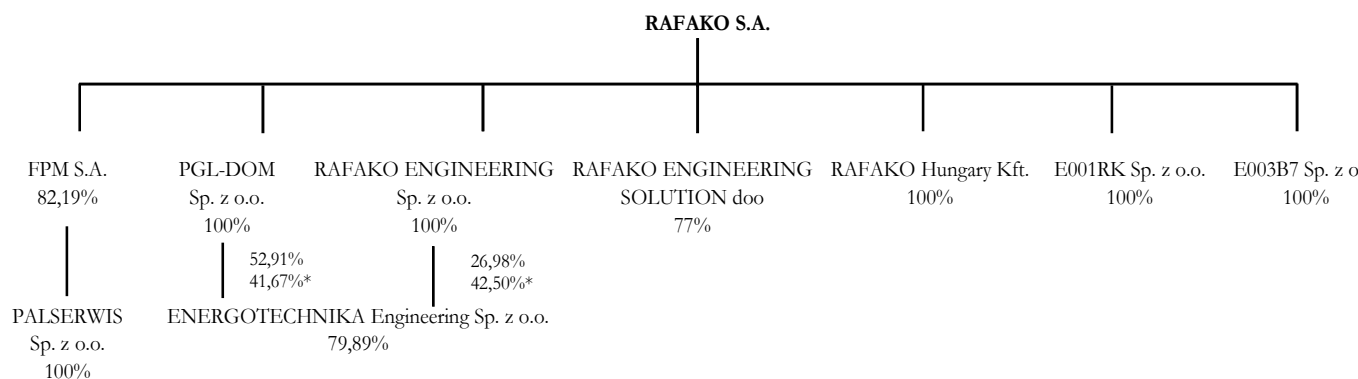 RAFAKO S.A.
FPM S.A.
82,19%
PGL-DOM
Sp. z o.o.
100%
RAFAKO ENGINEERING
Sp. z o.o.
100%
RAFAKO ENGINEERING
SOLUTION doo
77%
RAFAKO Hungary Kft.
100%
E001RK Sp. z o.o.
100%
E003B7 Sp. z o
100%
52,91%
41,67%*
26,98%
42,50%*
PALSERWIS
Sp. z o.o.
100%
ENERGOTECHNIKA Engineering Sp. z o.o.
79,89%